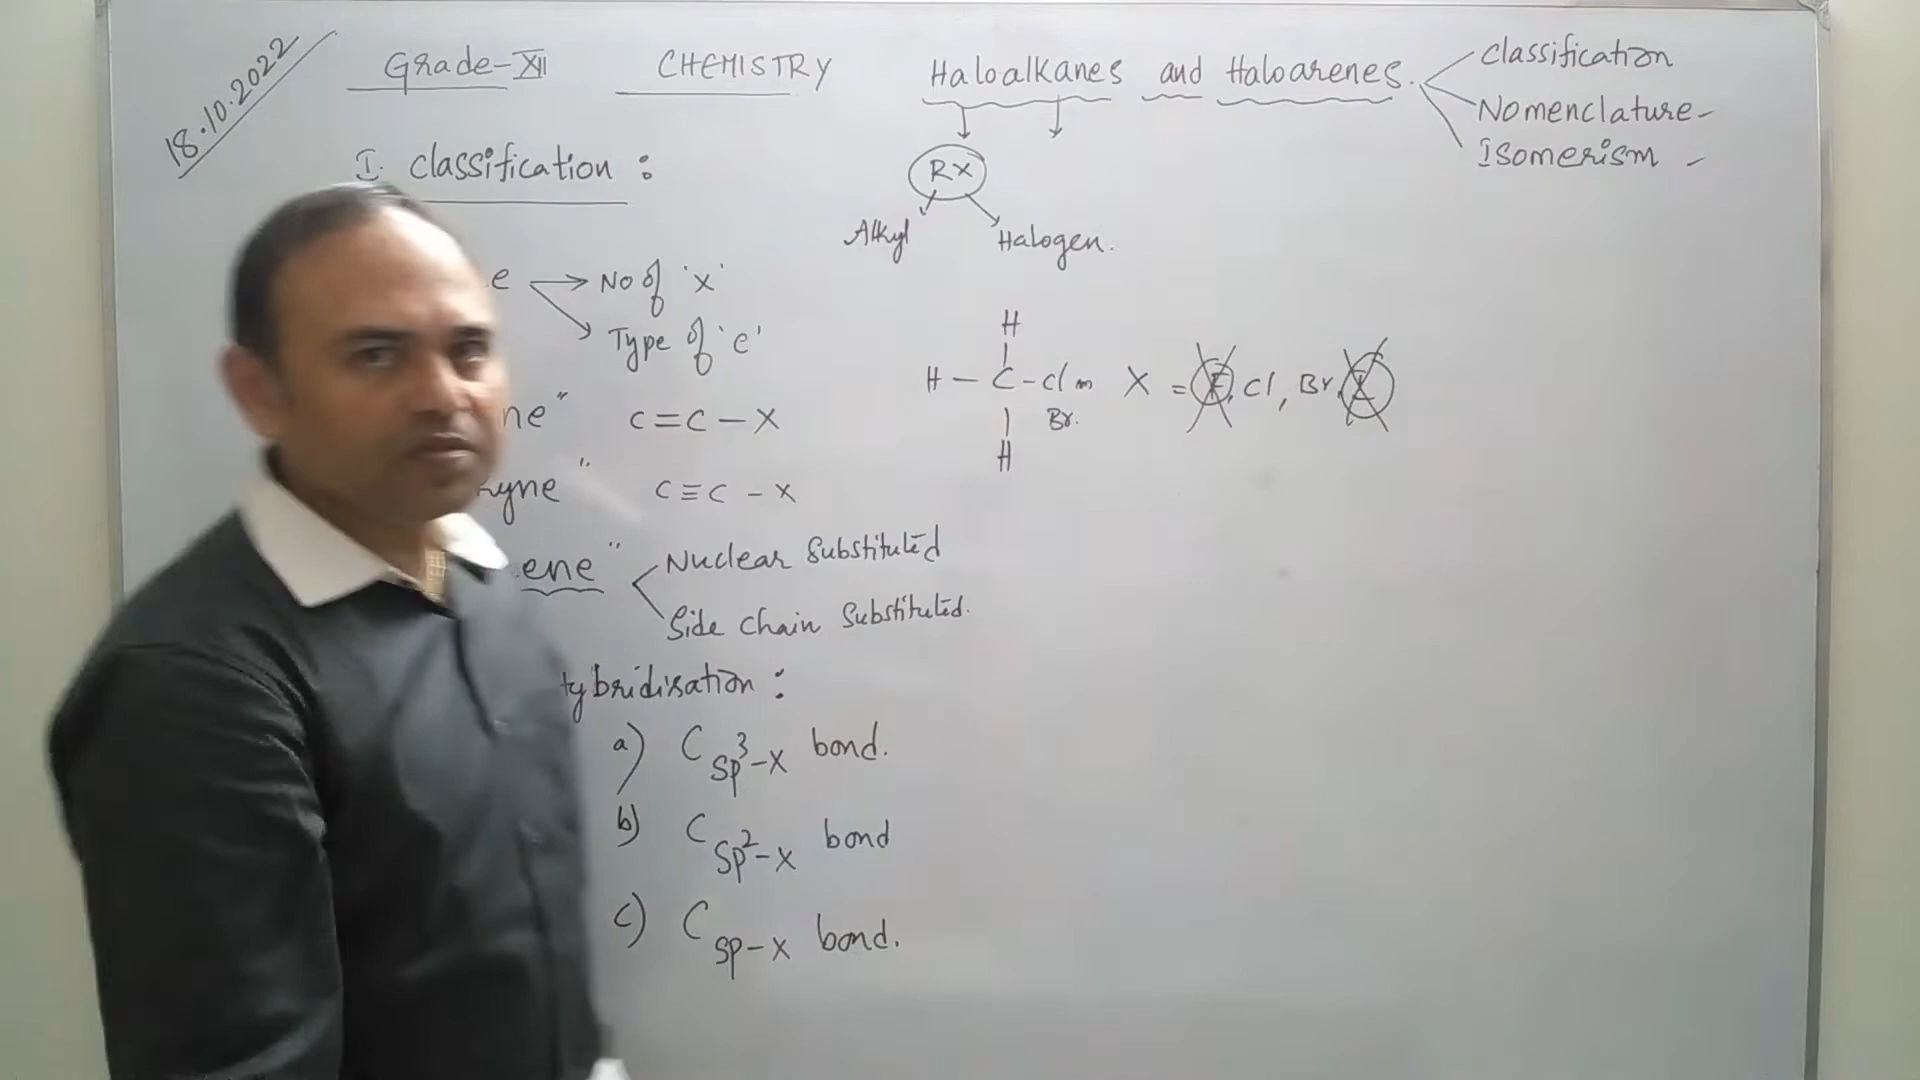 18.10.2022
Grade-XII CHEMISTRY Haloalkanes and Haloarenes.
Classification
Nomenclature-
Isomerism -
I. Classification :
RX
Alkyl Halogen.
e → No of 'x'
Type of 'c'
ne" C=C-X
yne" C≡C-X
ene" Nuclear Substituted
Side Chain Substituted.
H
H - C - Cl X = F, Cl, Br, I
Br.
H
ybridisation :
a) C sp³-X bond.
b) C sp²-X bond
c) C sp-X bond.